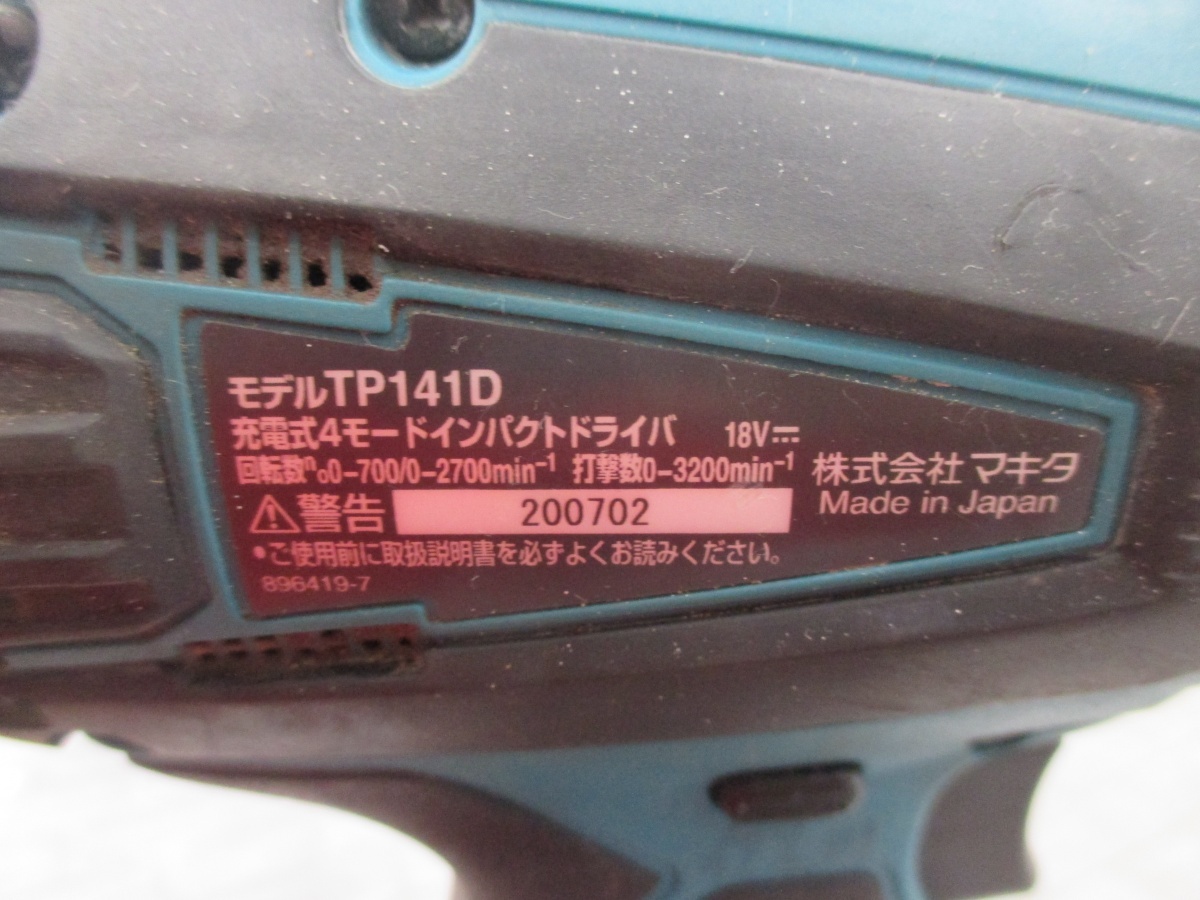 モデルTP141D
充電式4モードインパクトドライバ 18V⎓
回転数n₀0-700/0-2700min⁻¹ 打撃数0-3200min⁻¹
株式会社マキタ
Made in Japan
⚠警告 200702
•ご使用前に取扱説明書を必ずよくお読みください。
896419-7